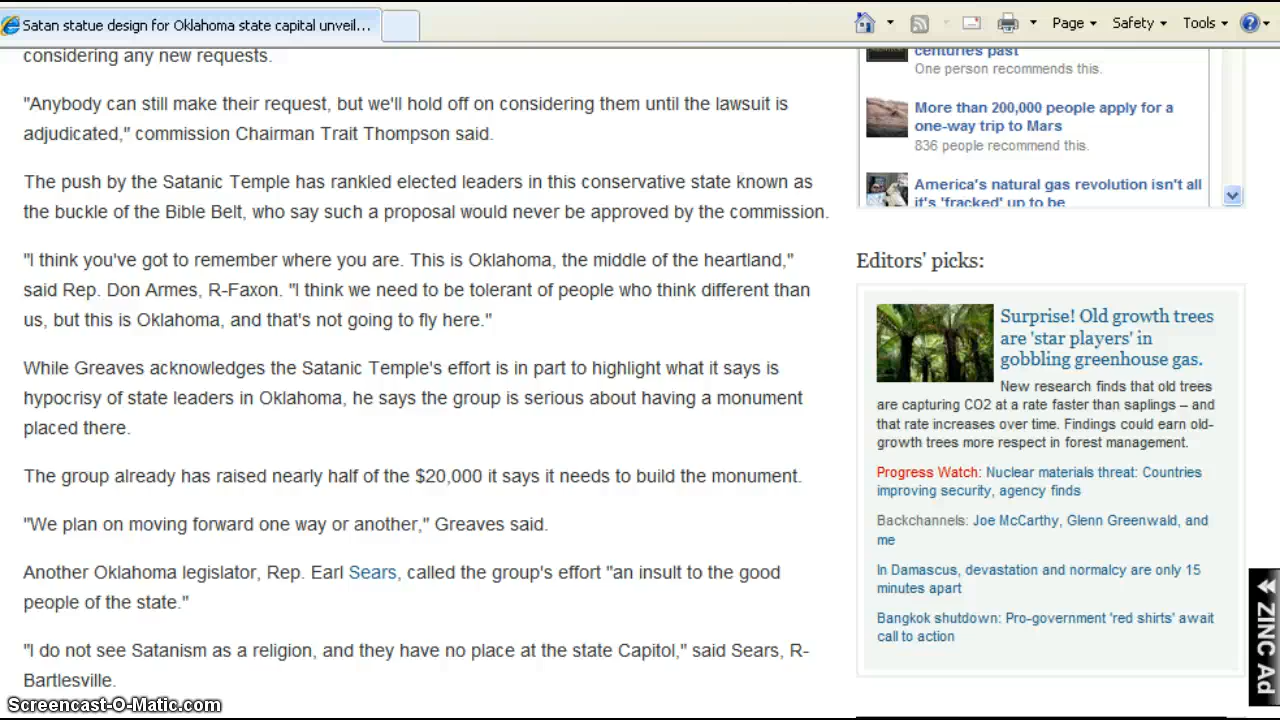 Satan statue design for Oklahoma state capital unveil...
Page
Safety
Tools
considering any new requests.
"Anybody can still make their request, but we'll hold off on considering them until the lawsuit is
adjudicated," commission Chairman Trait Thompson said.
The push by the Satanic Temple has rankled elected leaders in this conservative state known as
the buckle of the Bible Belt, who say such a proposal would never be approved by the commission.
"I think you've got to remember where you are. This is Oklahoma, the middle of the heartland,"
said Rep. Don Armes, R-Faxon. "I think we need to be tolerant of people who think different than
us, but this is Oklahoma, and that's not going to fly here."
While Greaves acknowledges the Satanic Temple's effort is in part to highlight what it says is
hypocrisy of state leaders in Oklahoma, he says the group is serious about having a monument
placed there.
The group already has raised nearly half of the $20,000 it says it needs to build the monument.
"We plan on moving forward one way or another," Greaves said.
Another Oklahoma legislator, Rep. Earl Sears, called the group's effort "an insult to the good
people of the state."
"I do not see Satanism as a religion, and they have no place at the state Capitol," said Sears, R-
Bartlesville.
centuries past
One person recommends this.
More than 200,000 people apply for a
one-way trip to Mars
836 people recommend this.
America's natural gas revolution isn't all
it's 'fracked' up to be
Editors' picks:
Surprise! Old growth trees
are 'star players' in
gobbling greenhouse gas.
New research finds that old trees
are capturing CO2 at a rate faster than saplings – and
that rate increases over time. Findings could earn old-
growth trees more respect in forest management.
Progress Watch: Nuclear materials threat: Countries
improving security, agency finds
Backchannels: Joe McCarthy, Glenn Greenwald, and
me
In Damascus, devastation and normalcy are only 15
minutes apart
Bangkok shutdown: Pro-government 'red shirts' await
call to action
ZINC Ad
Screencast-O-Matic.com